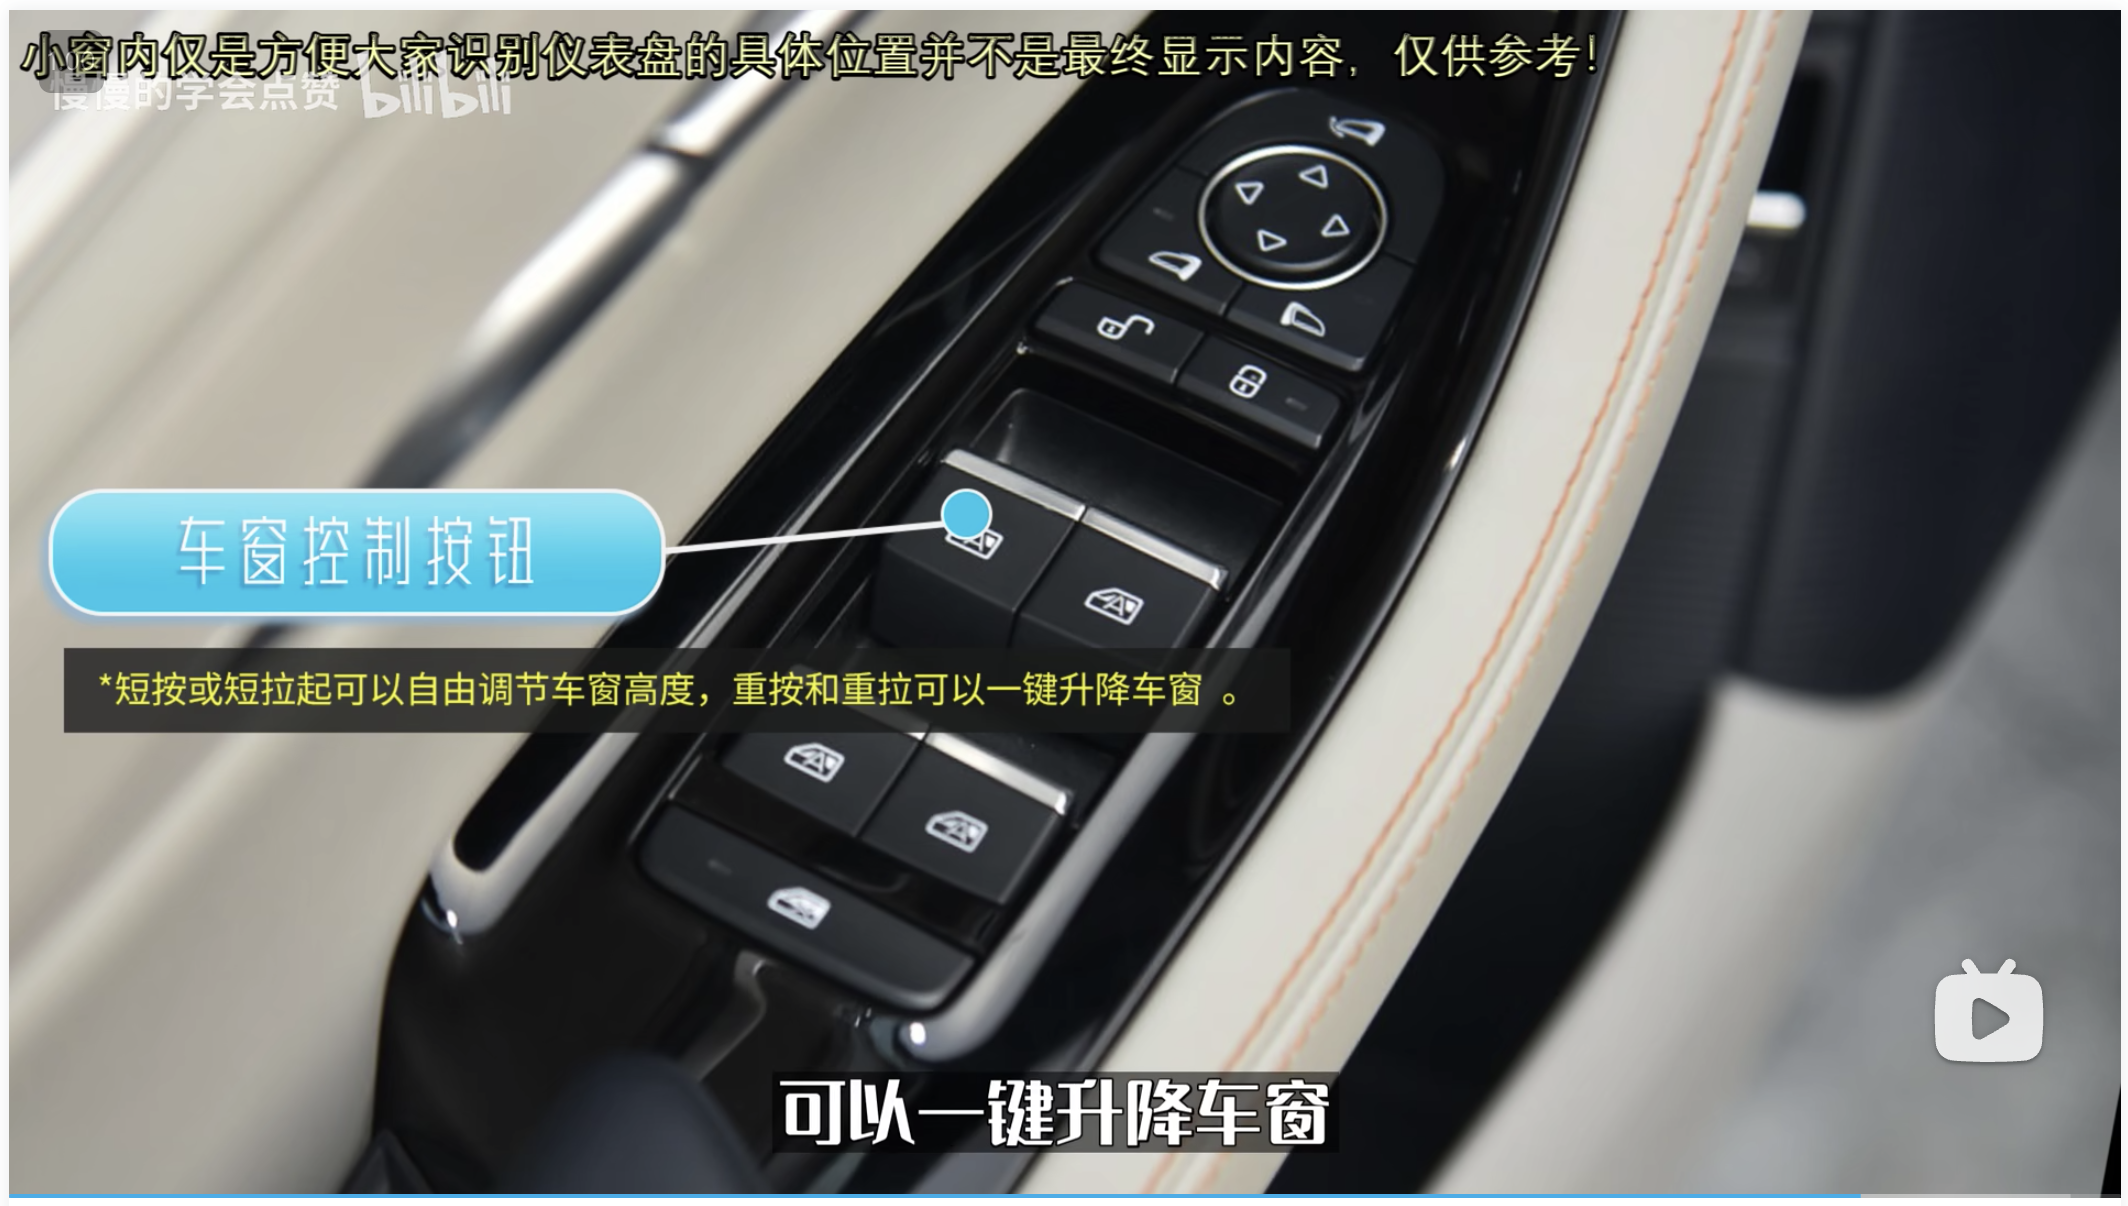 小窗内仅是方便大家识别仪表盘的具体位置并不是最终显示内容，仅供参考！
慢慢的学会点赞 bilibili
车窗控制按钮
*短按或短拉起可以自由调节车窗高度，重按和重拉可以一键升降车窗 。
可以一键升降车窗